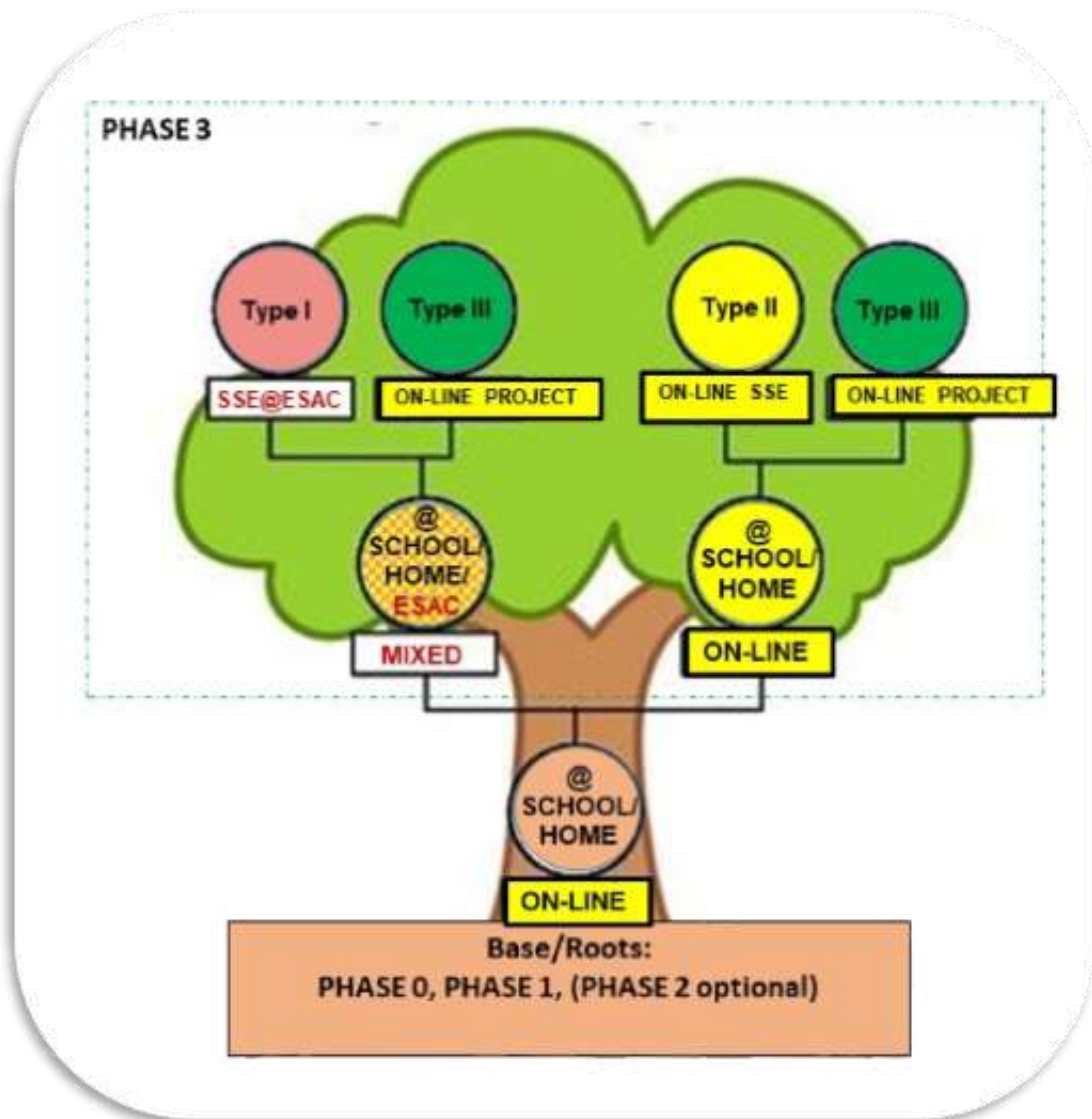 PHASE 3
Type I
Type III
Type II
Type III
SSE@ESAC
ON-LINE PROJECT
ON-LINE SSE
ON-LINE PROJECT
@
SCHOOL/
HOME/
ESAC
@
SCHOOL/
HOME
MIXED
ON-LINE
@
SCHOOL/
HOME
ON-LINE
Base/Roots:
PHASE 0, PHASE 1, (PHASE 2 optional)